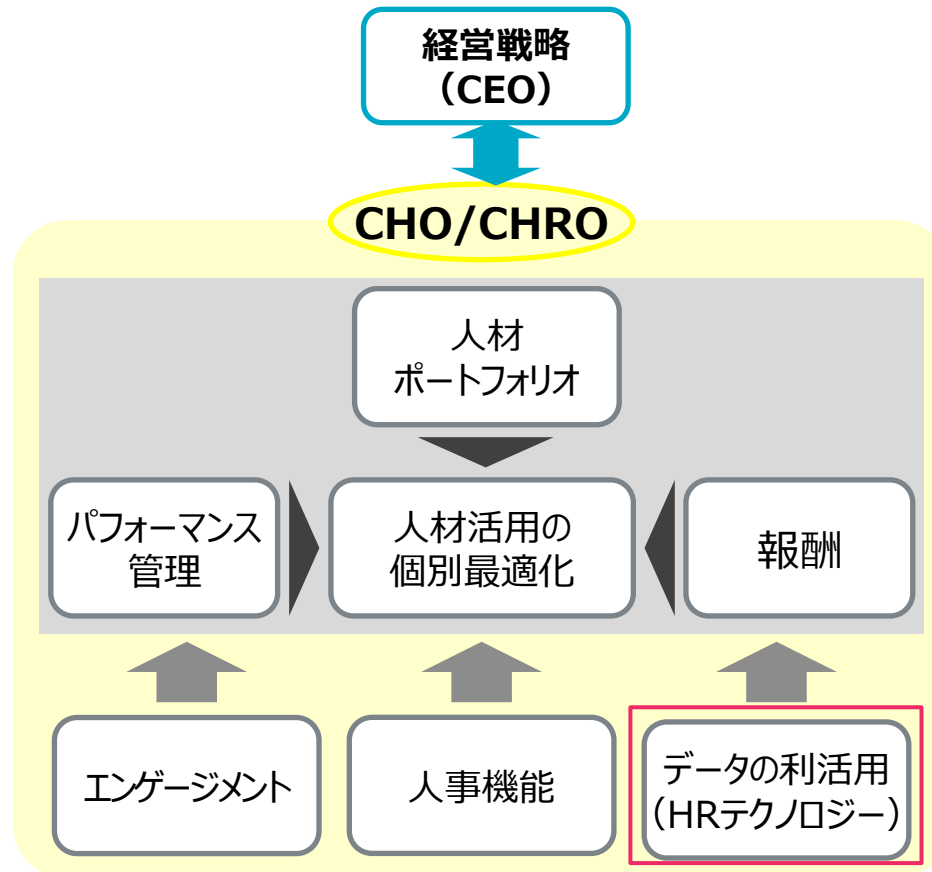 経営戦略
（CEO）
CHO/CHRO
人材
ポートフォリオ
パフォーマンス
管理
人材活用の
個別最適化
報酬
エンゲージメント
人事機能
データの利活用
（HRテクノロジー）